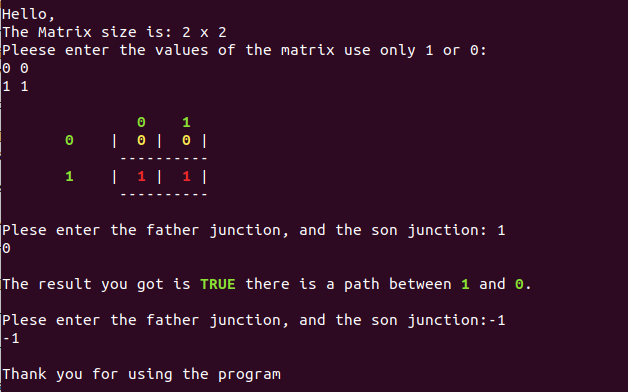 Hello,
The Matrix size is: 2 x 2
Pleese enter the values of the matrix use only 1 or 0:
0 0
1 1
0 1
0 | 0 | 0 |
----------
1 | 1 | 1 |
----------
Plese enter the father junction, and the son junction: 1
0
The result you got is TRUE there is a path between 1 and 0.
Plese enter the father junction, and the son junction:-1
-1
Thank you for using the program